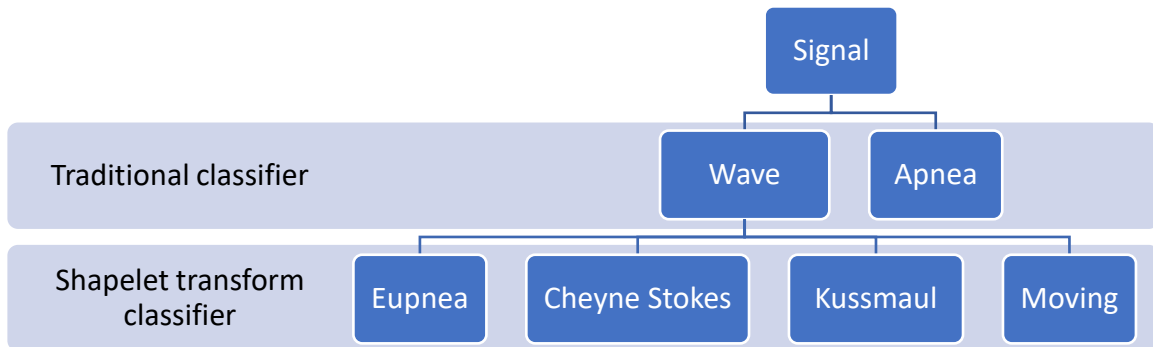 Signal
Traditional classifier
Wave
Apnea
Shapelet transform
classifier
Eupnea
Cheyne Stokes
Kussmaul
Moving